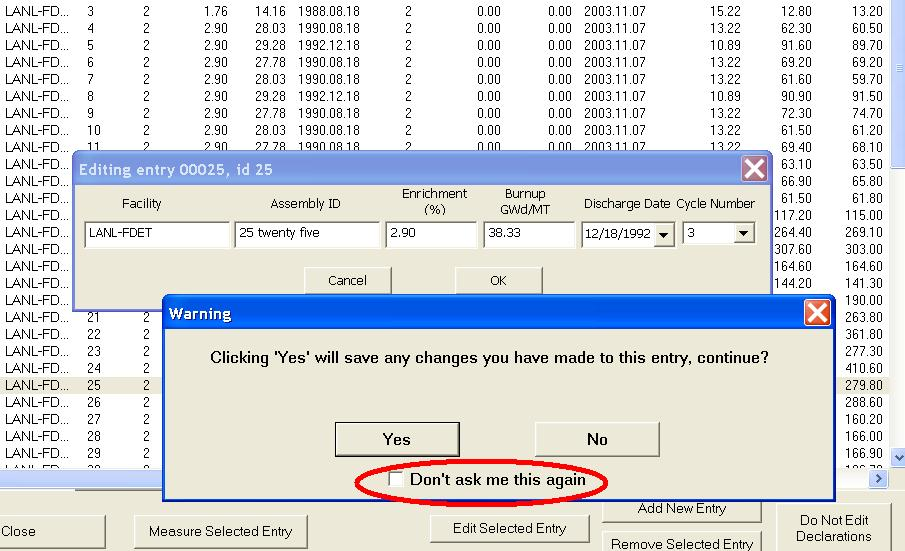 LANL-FD... 3 2 1.76 14.16 1988.08.18 2 0.00 0.00 2003.11.07 15.22 12.80 13.20
LANL-FD... 4 2 2.90 28.03 1990.08.18 2 0.00 0.00 2003.11.07 13.22 62.30 60.50
LANL-FD... 5 2 2.90 29.28 1992.12.18 2 0.00 0.00 2003.11.07 10.89 91.60 89.70
LANL-FD... 6 2 2.90 27.78 1990.08.18 2 0.00 0.00 2003.11.07 13.22 69.20 69.20
LANL-FD... 7 2 2.90 28.03 1990.08.18 2 0.00 0.00 2003.11.07 13.22 61.60 59.70
LANL-FD... 8 2 2.90 29.28 1992.12.18 2 0.00 0.00 2003.11.07 10.89 90.90 91.50
LANL-FD... 9 2 2.90 27.78 1990.08.18 2 0.00 0.00 2003.11.07 13.22 72.30 74.70
LANL-FD... 10 2 2.90 28.03 1990.08.18 2 0.00 0.00 2003.11.07 13.22 61.50 61.20
LANL-FD... 11 2 2.90 27.78 1990.08.18 2 0.00 0.00 2003.11.07 13.22 69.40 68.10
LANL-FD... 63.10 63.50
LANL-FD... 66.90 65.80
LANL-FD... 61.50 61.80
LANL-FD... 117.20 115.00
LANL-FD... 264.40 269.10
LANL-FD... 307.60 303.00
LANL-FD... 164.60 164.60
LANL-FD... 144.20 141.30
LANL-FD... 190.00
LANL-FD... 21 2 263.80
LANL-FD... 22 2 361.80
LANL-FD... 23 2 277.30
LANL-FD... 24 2 410.60
LANL-FD... 25 2 279.80
LANL-FD... 26 2 288.60
LANL-FD... 27 2 160.20
LANL-FD... 28 2 166.00
LANL-FD... 29 2 166.90
Editing entry 00025, id 25
Facility Assembly ID Enrichment (%) Burnup GWd/MT Discharge Date Cycle Number
LANL-FDET 25 twenty five 2.90 38.33 12/18/1992 3
Cancel OK
Warning
Clicking 'Yes' will save any changes you have made to this entry, continue?
Yes No
Don't ask me this again
Close Measure Selected Entry Edit Selected Entry
Add New Entry
Remove Selected Entry
Do Not Edit
Declarations